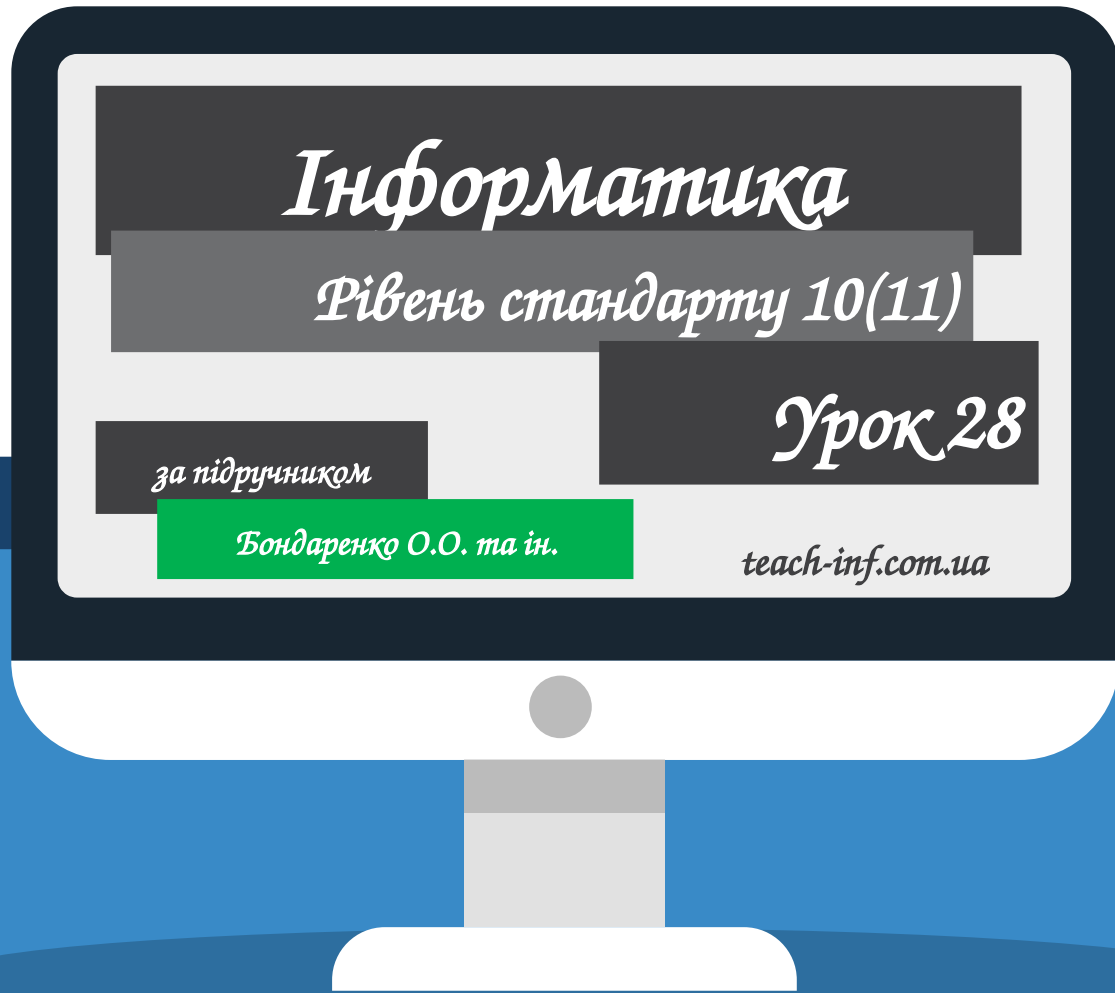 Інформатика
Рівень стандарту 10(11)
Урок 28
за підручником
Бондаренко О.О. та ін.
teach-inf.com.ua